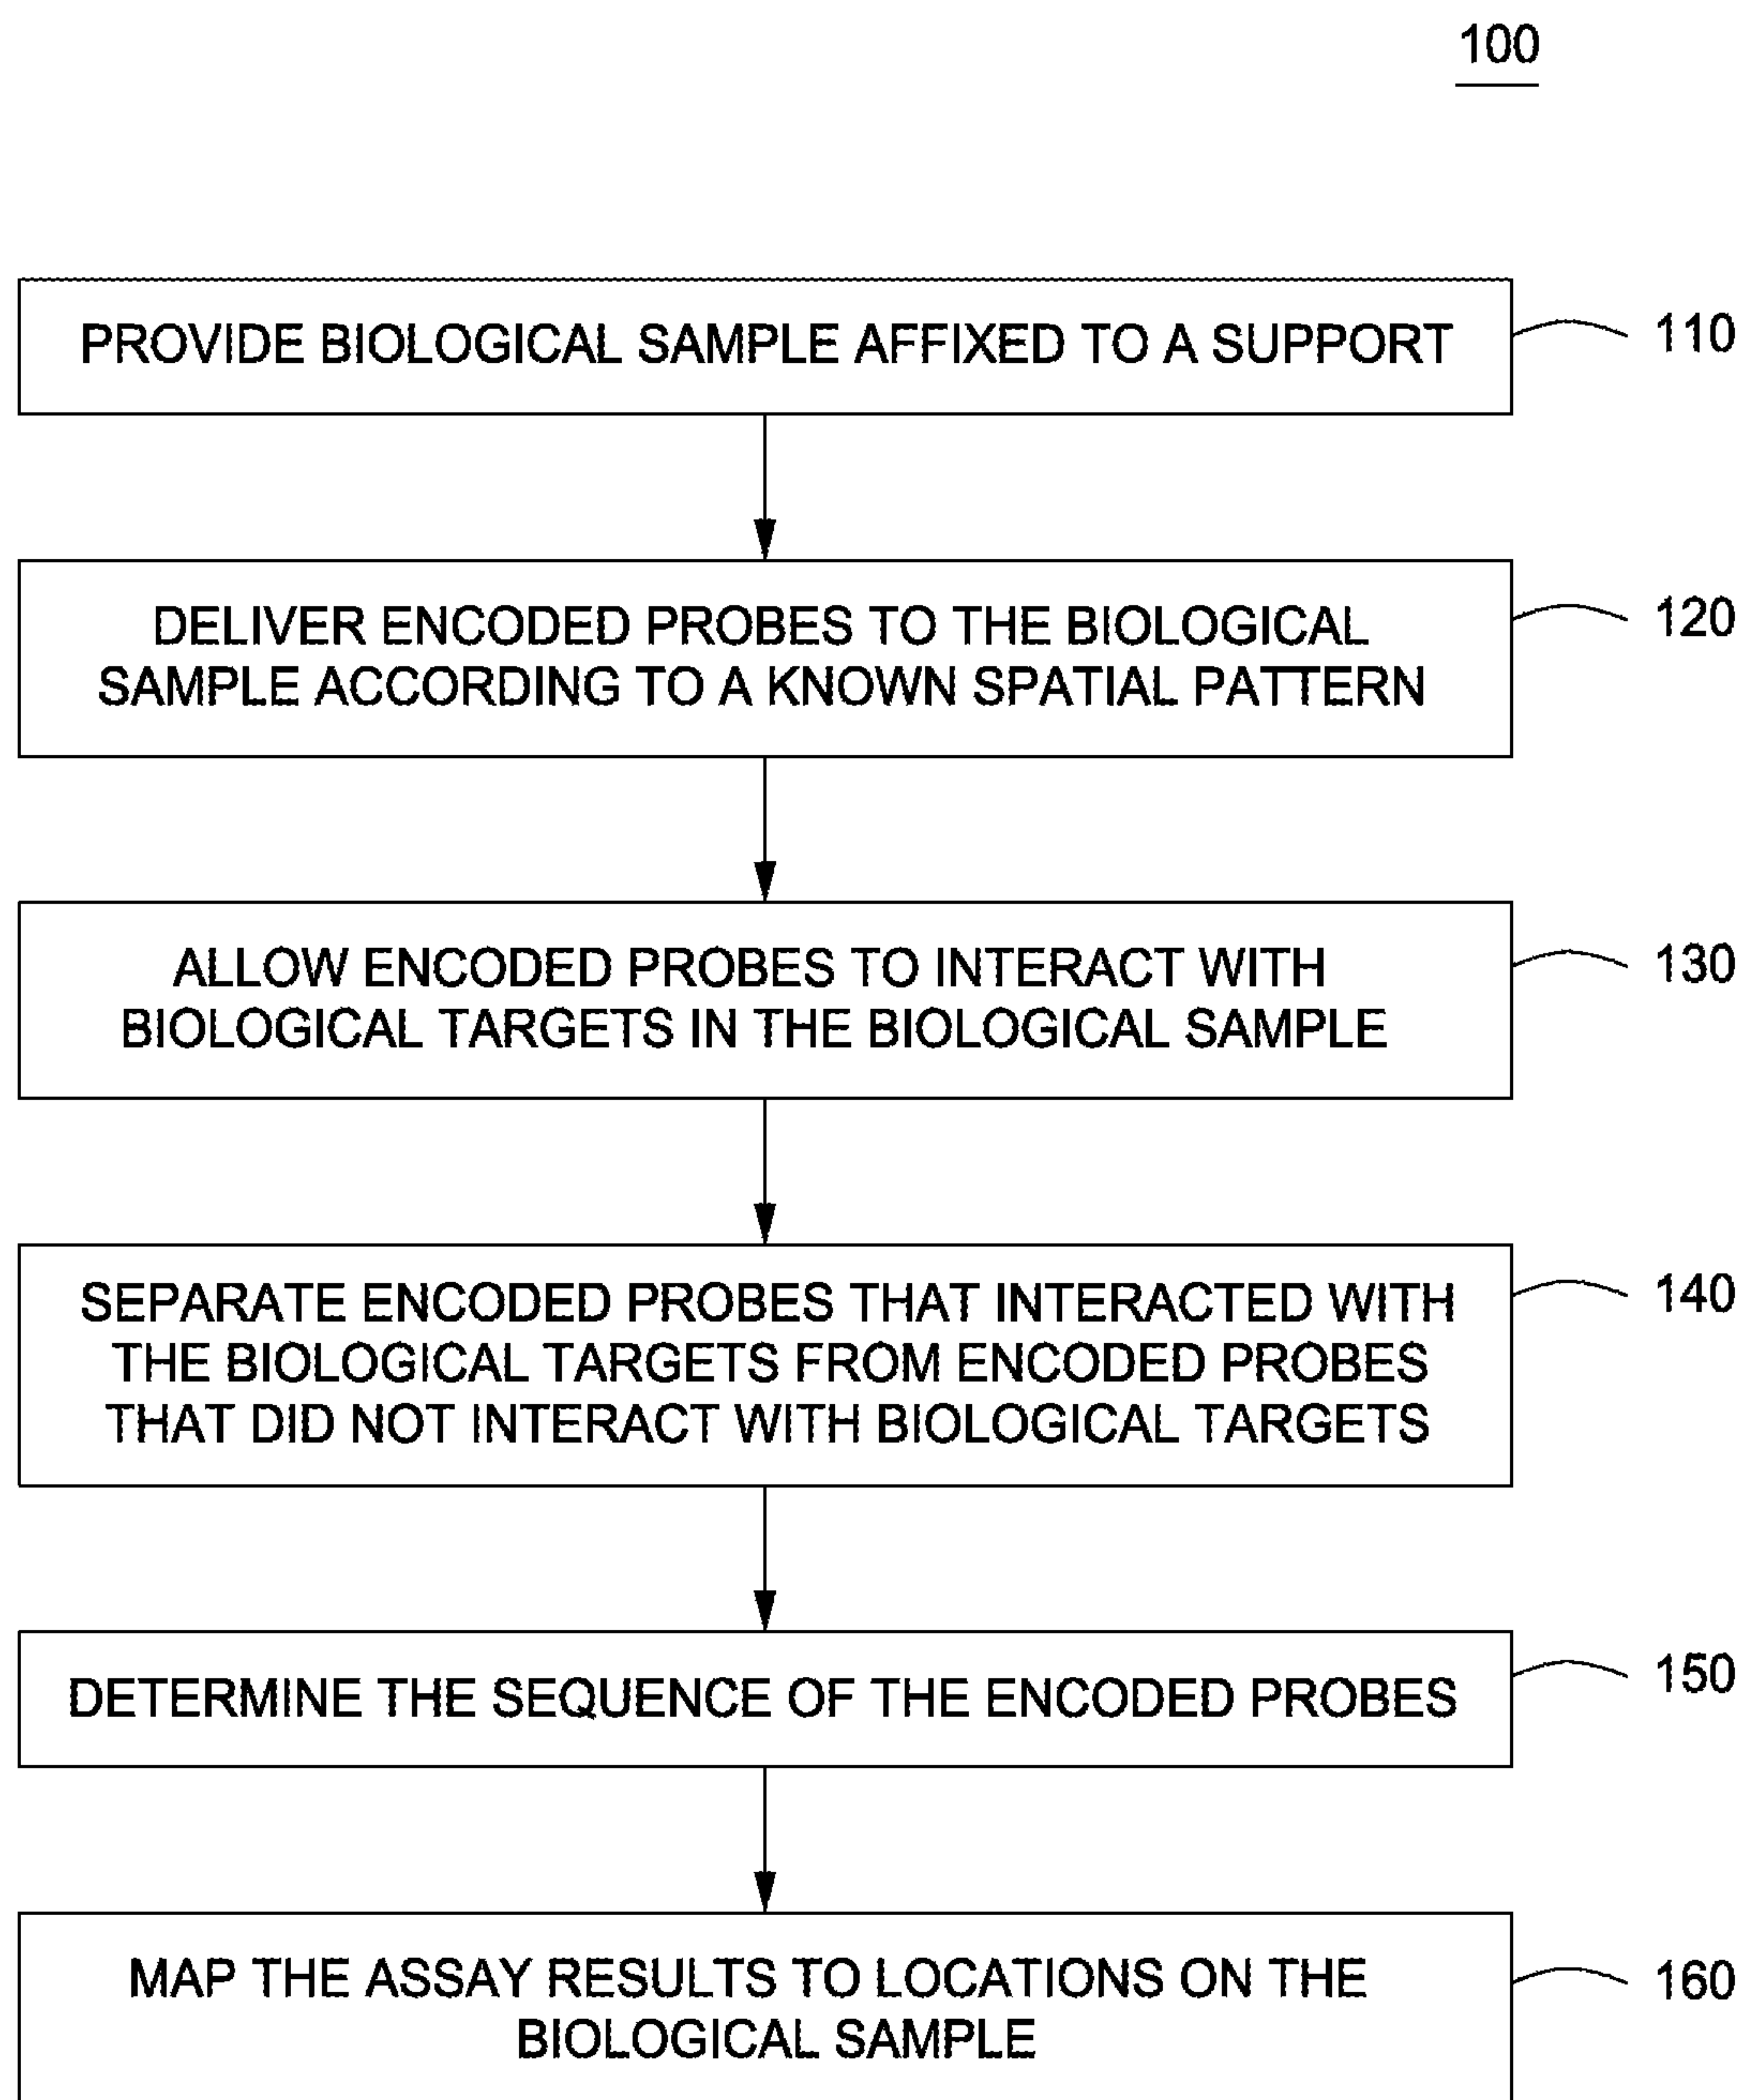 100
PROVIDE BIOLOGICAL SAMPLE AFFIXED TO A SUPPORT
110
DELIVER ENCODED PROBES TO THE BIOLOGICAL
SAMPLE ACCORDING TO A KNOWN SPATIAL PATTERN
120
ALLOW ENCODED PROBES TO INTERACT WITH
BIOLOGICAL TARGETS IN THE BIOLOGICAL SAMPLE
130
SEPARATE ENCODED PROBES THAT INTERACTED WITH
THE BIOLOGICAL TARGETS FROM ENCODED PROBES
THAT DID NOT INTERACT WITH BIOLOGICAL TARGETS
140
DETERMINE THE SEQUENCE OF THE ENCODED PROBES
150
MAP THE ASSAY RESULTS TO LOCATIONS ON THE
BIOLOGICAL SAMPLE
160